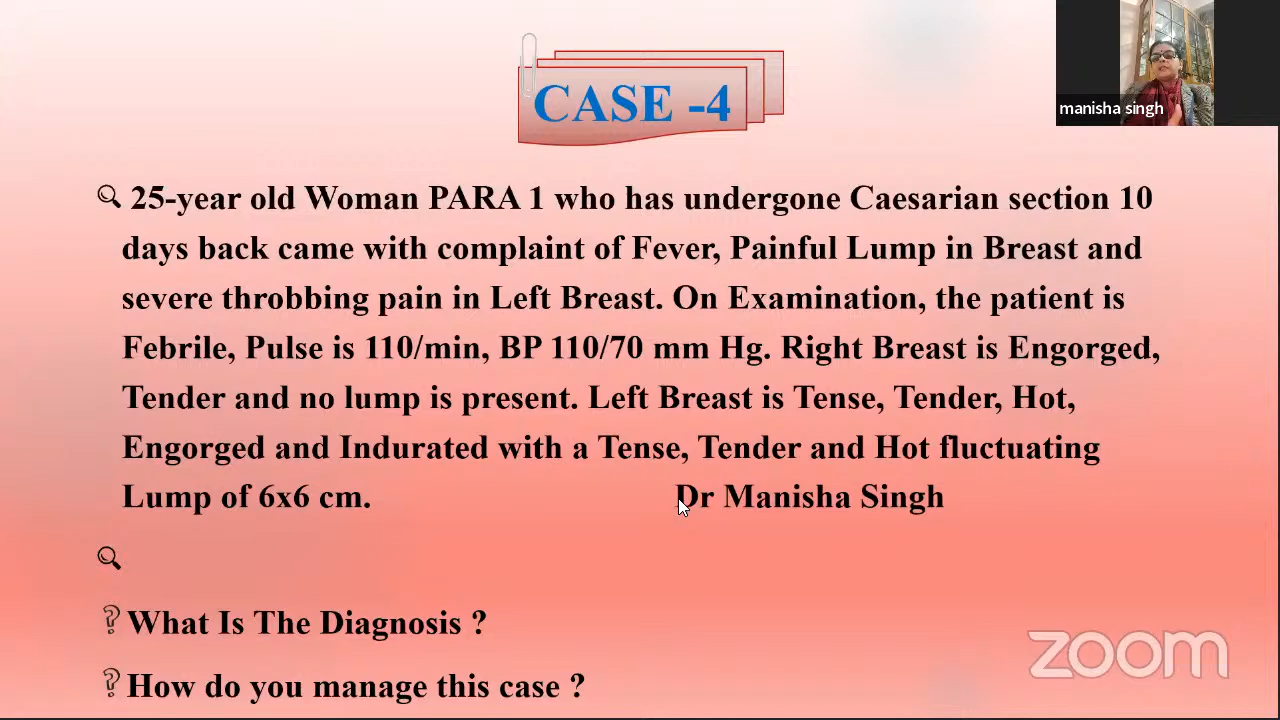 CASE -4
manisha singh
25-year old Woman PARA 1 who has undergone Caesarian section 10
days back came with complaint of Fever, Painful Lump in Breast and
severe throbbing pain in Left Breast. On Examination, the patient is
Febrile, Pulse is 110/min, BP 110/70 mm Hg. Right Breast is Engorged,
Tender and no lump is present. Left Breast is Tense, Tender, Hot,
Engorged and Indurated with a Tense, Tender and Hot fluctuating
Lump of 6x6 cm. Dr Manisha Singh
What Is The Diagnosis ?
How do you manage this case ?
zoom